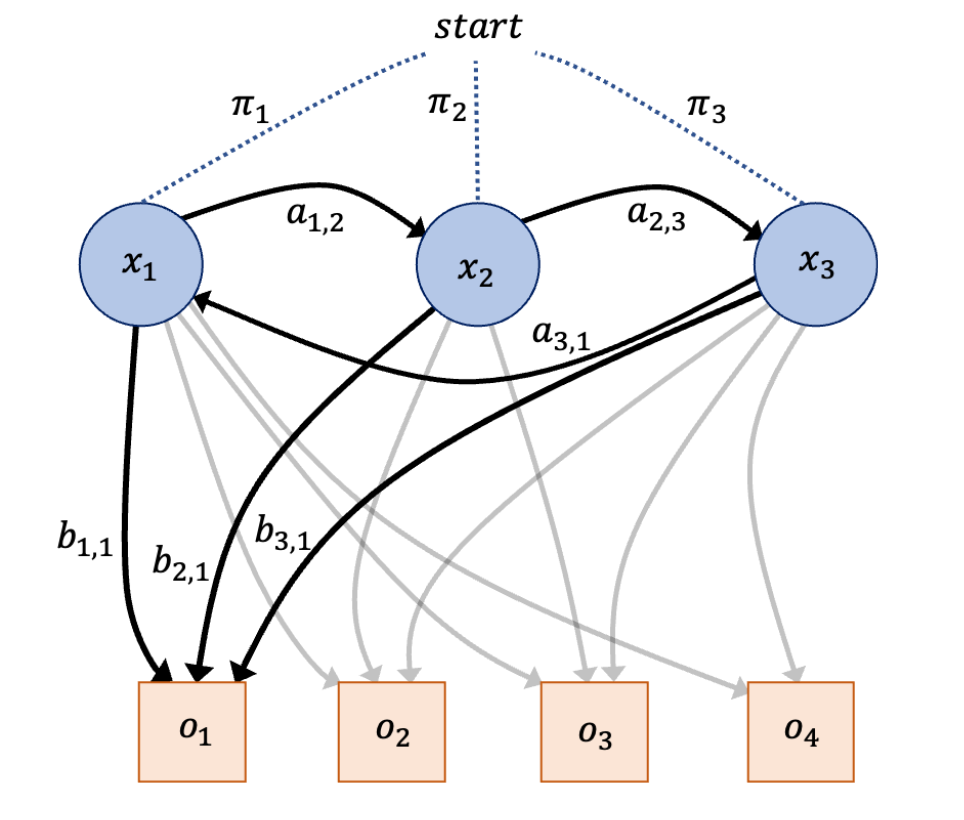 start
π₁ π₂ π₃
a₁,₂ a₂,₃
x₁ x₂ x₃
a₃,₁
b₁,₁ b₂,₁ b₃,₁
o₁ o₂ o₃ o₄